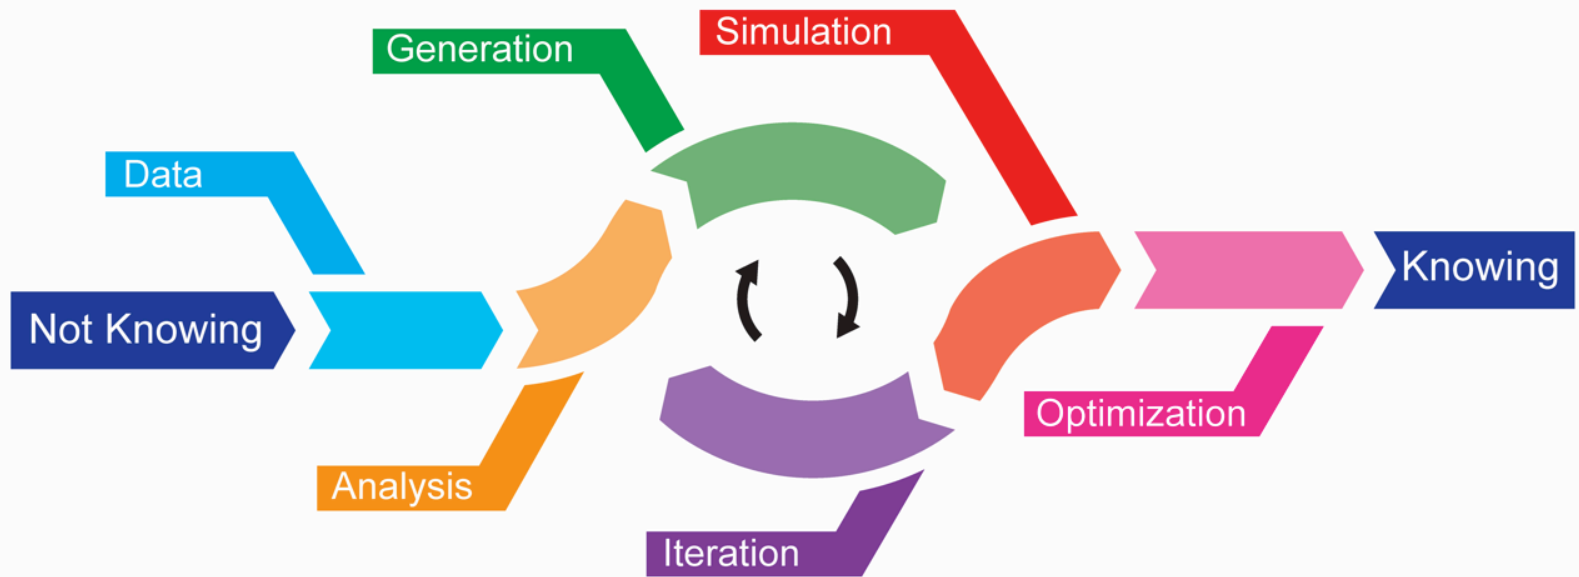 Simulation
Generation
Data
Knowing
Not Knowing
Optimization
Analysis
Iteration